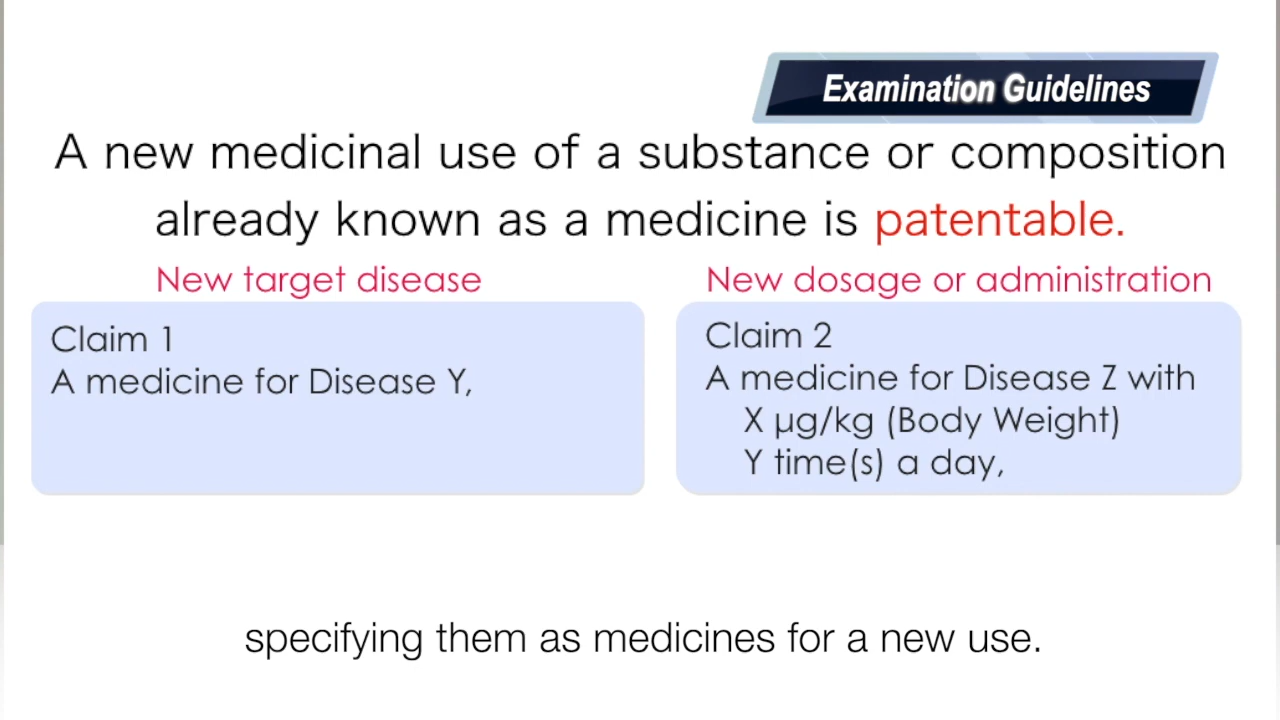 Examination Guidelines
A new medicinal use of a substance or composition
already known as a medicine is patentable.
New target disease
Claim 1
A medicine for Disease Y,
New dosage or administration
Claim 2
A medicine for Disease Z with
X µg/kg (Body Weight)
Y time(s) a day,
specifying them as medicines for a new use.